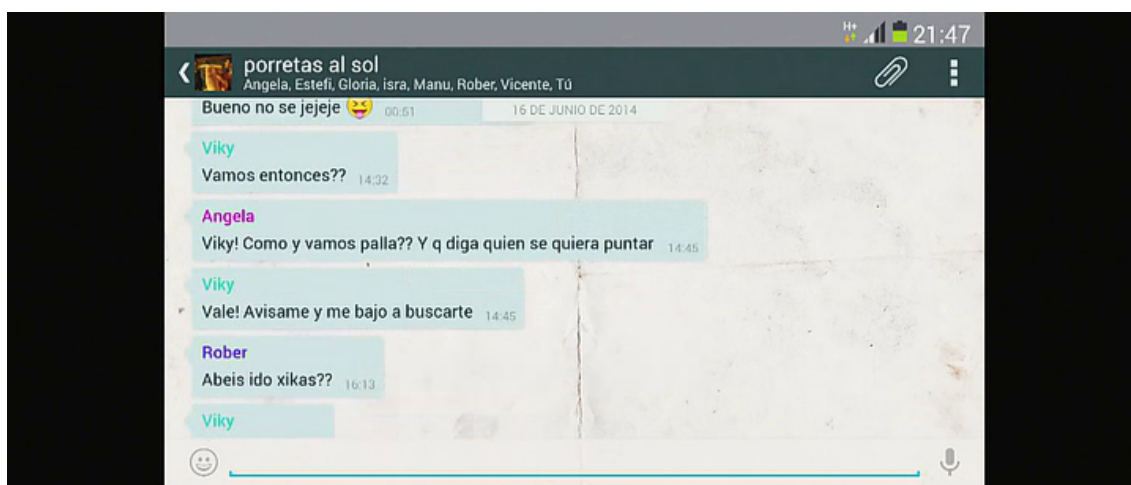 H+ 21:47
porretas al sol
Angela, Estefi, Gloria, isra, Manu, Rober, Vicente, Tú
Bueno no se jejeje 😝 00:51
16 DE JUNIO DE 2014
Viky
Vamos entonces?? 14:32
Angela
Viky! Como y vamos palla?? Y q diga quien se quiera puntar 14:45
Viky
Vale! Avisame y me bajo a buscarte 14:45
Rober
Abeis ido xikas?? 16:13
Viky